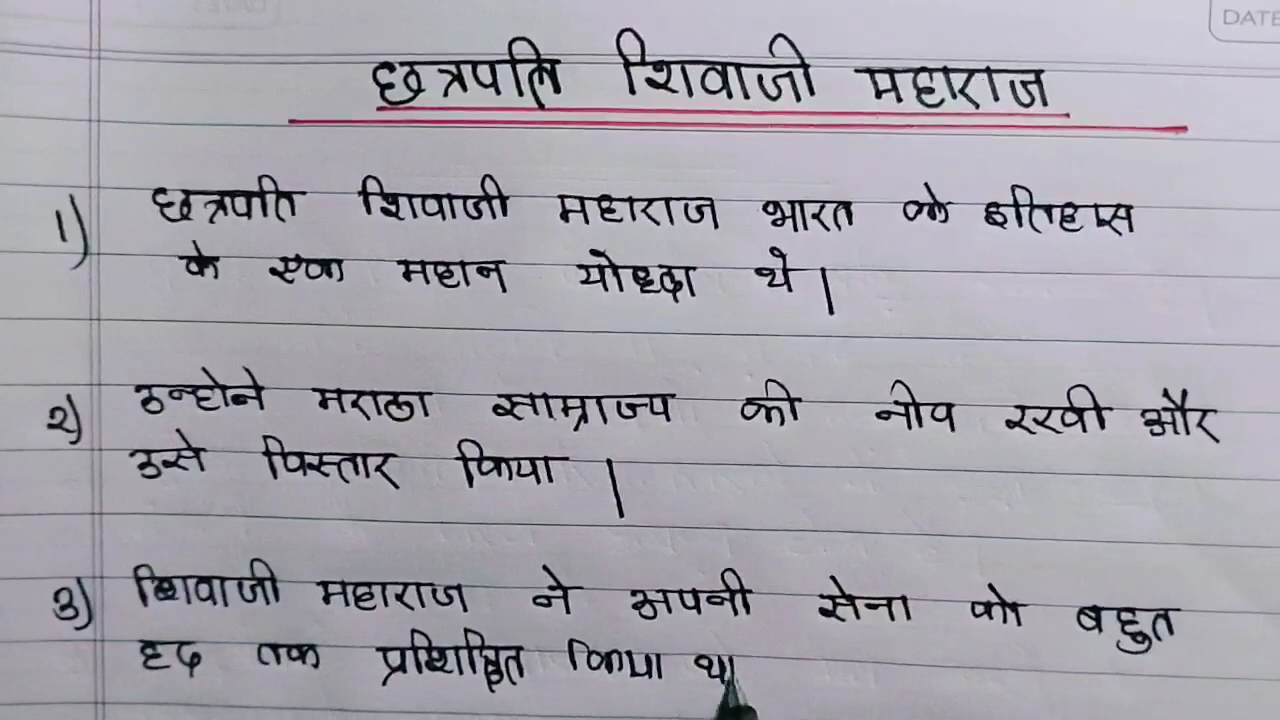 DATE
छत्रपति शिवाजी महाराज
1) छत्रपति शिवाजी महाराज भारत के इतिहास
के एक महान योध्दा थे |
2) उन्होने मराठा साम्राज्य की नीव रखी और
उसे विस्तार किया |
3) शिवाजी महाराज ने अपनी सेना को बहुत
हद तक प्रशिक्षित किया था